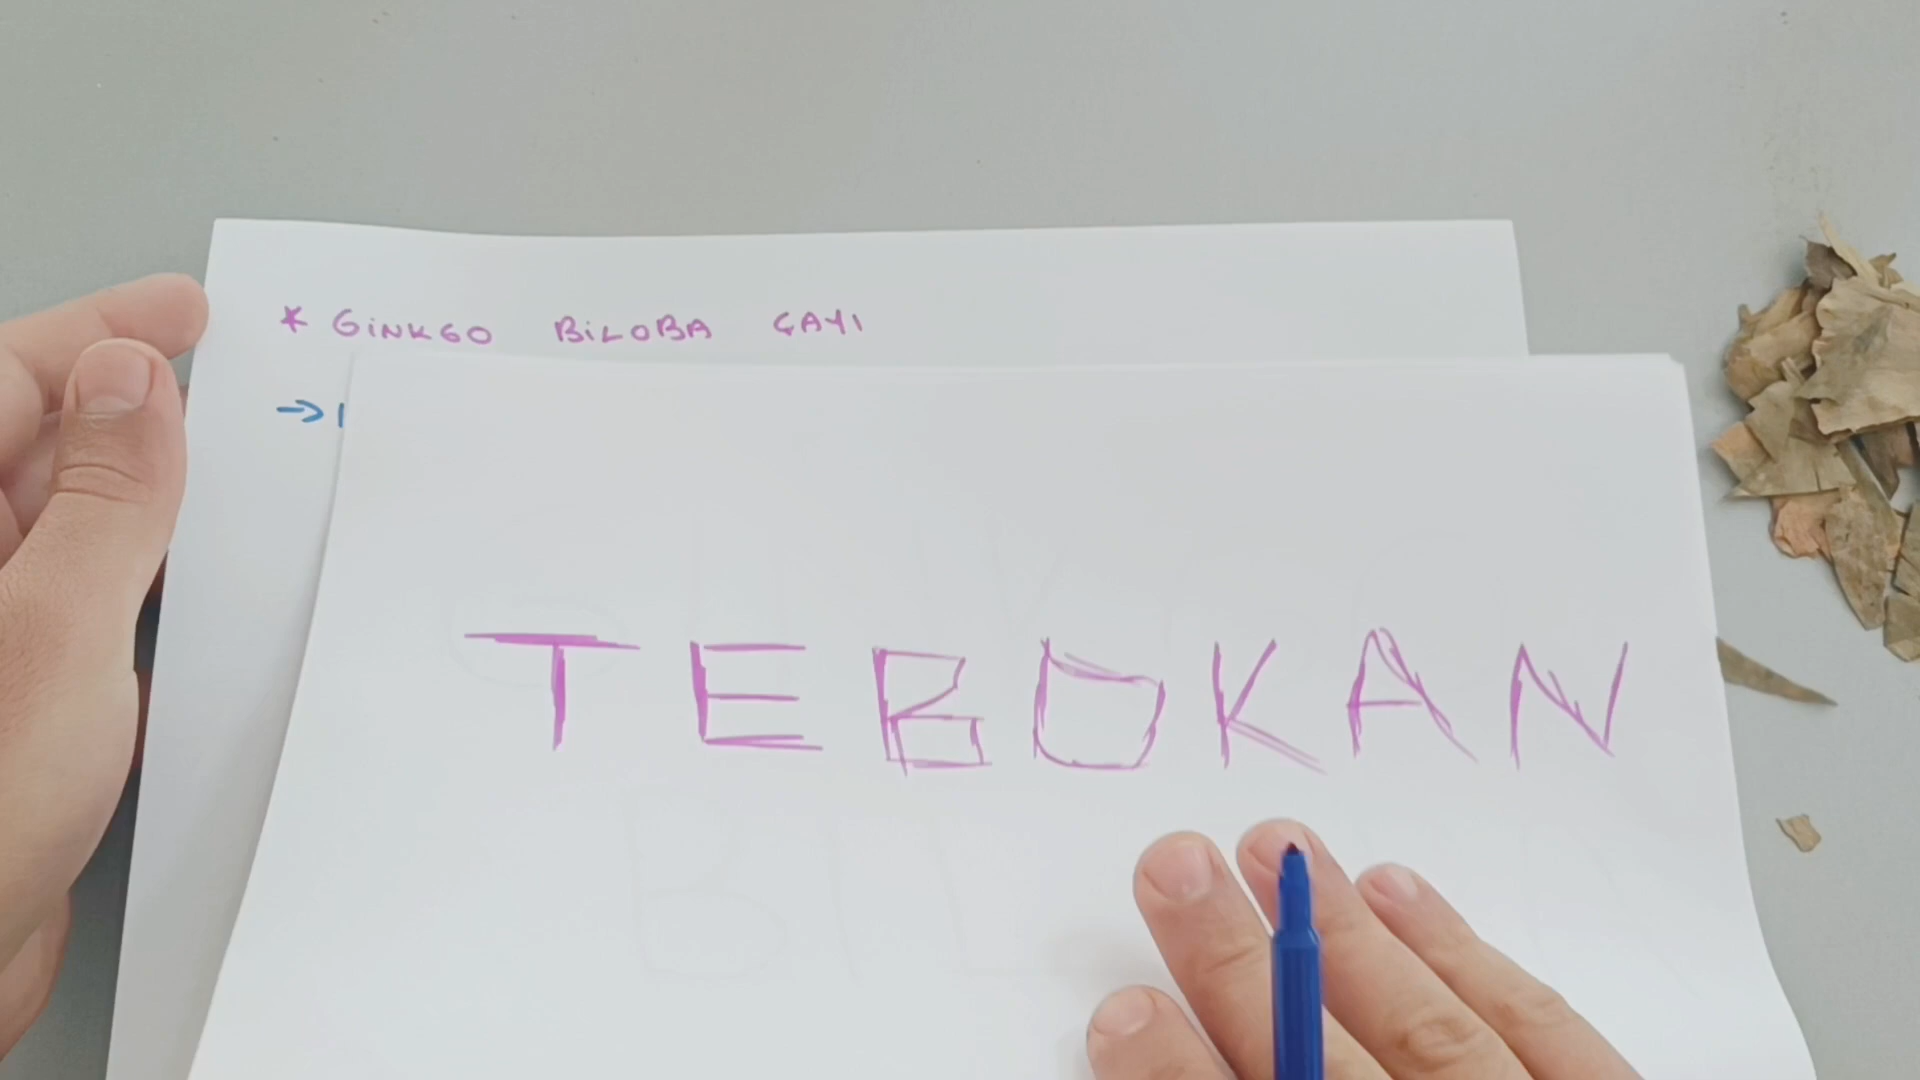 * GiNKGO BiLOBA ÇAYI
→
TEBOKAN